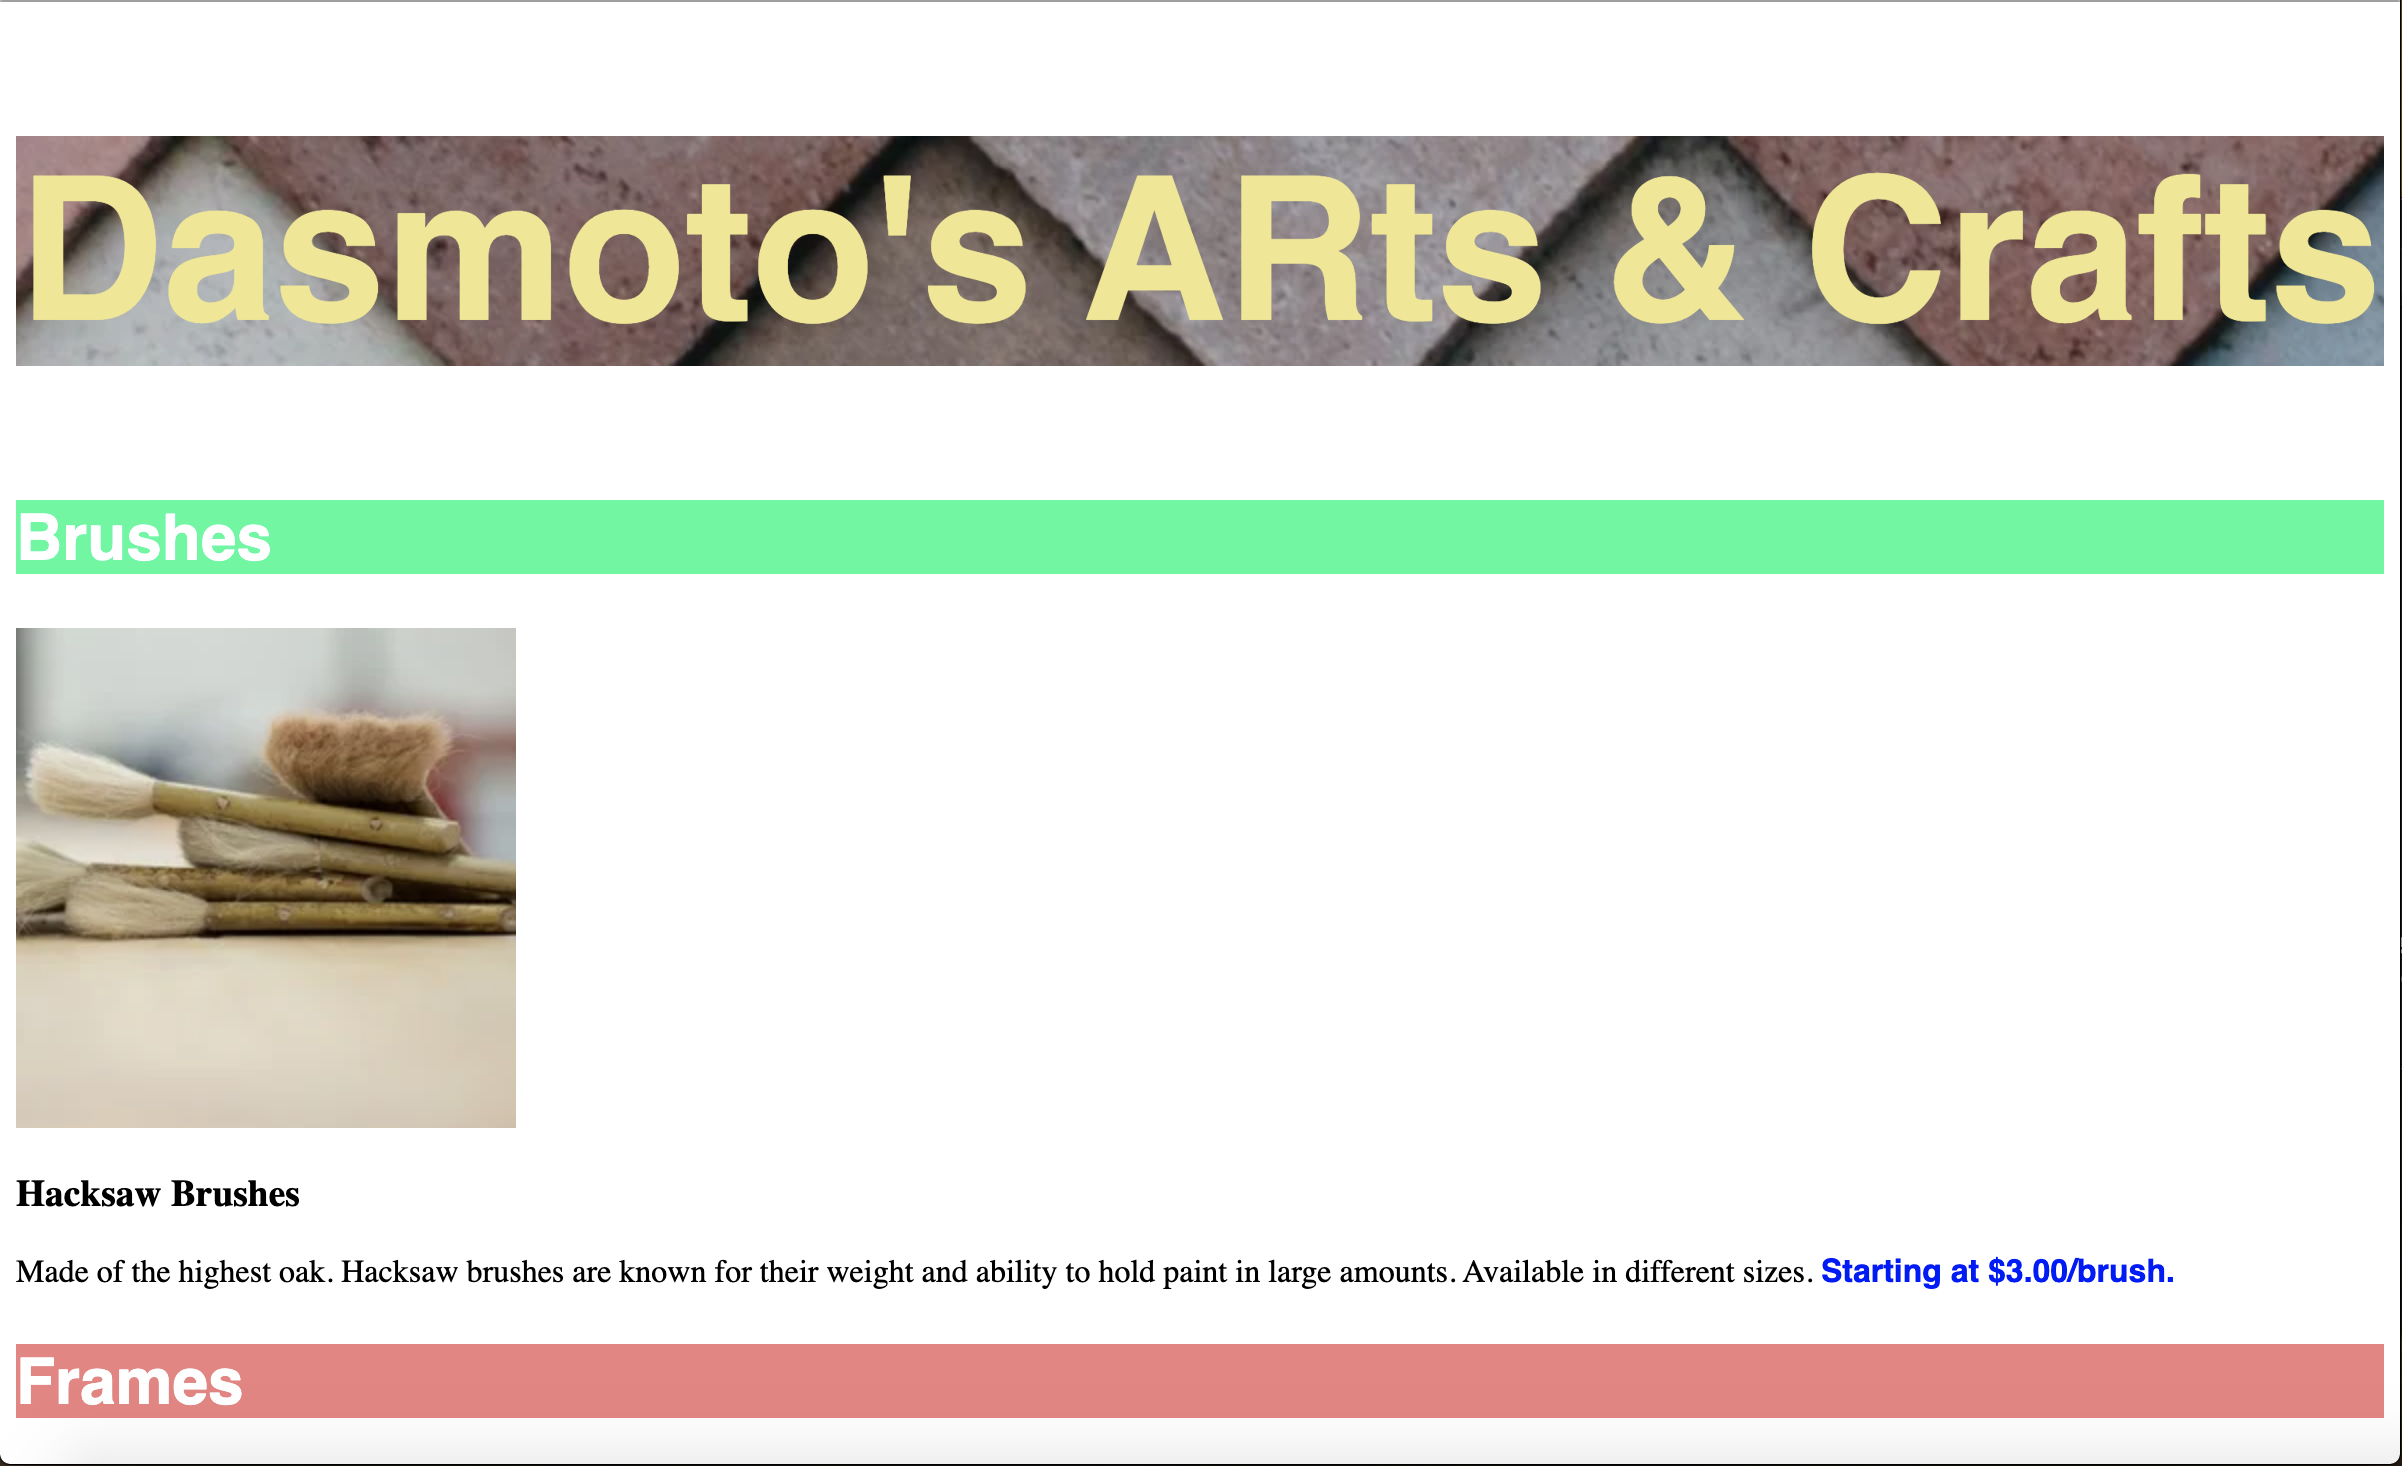 Dasmoto's ARts & Crafts
Brushes
Hacksaw Brushes
Made of the highest oak. Hacksaw brushes are known for their weight and ability to hold paint in large amounts. Available in different sizes. Starting at $3.00/brush.
Frames